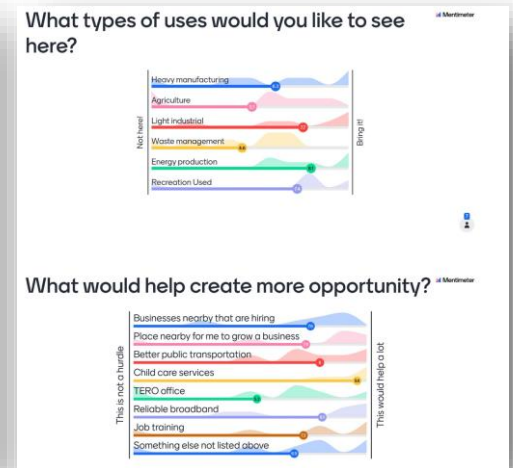 What types of uses would you like to see
here?
Mentimeter
Not here!
Heavy manufacturing
Agriculture
Light industrial
Waste management
Energy production
Recreation Used
Bring it!
7
What would help create more opportunity?
Mentimeter
This is not a hurdle
Businesses nearby that are hiring
Place nearby for me to grow a business
Better public transportation
Child care services
TERO office
Reliable broadband
Job training
Something else not listed above
This would help a lot